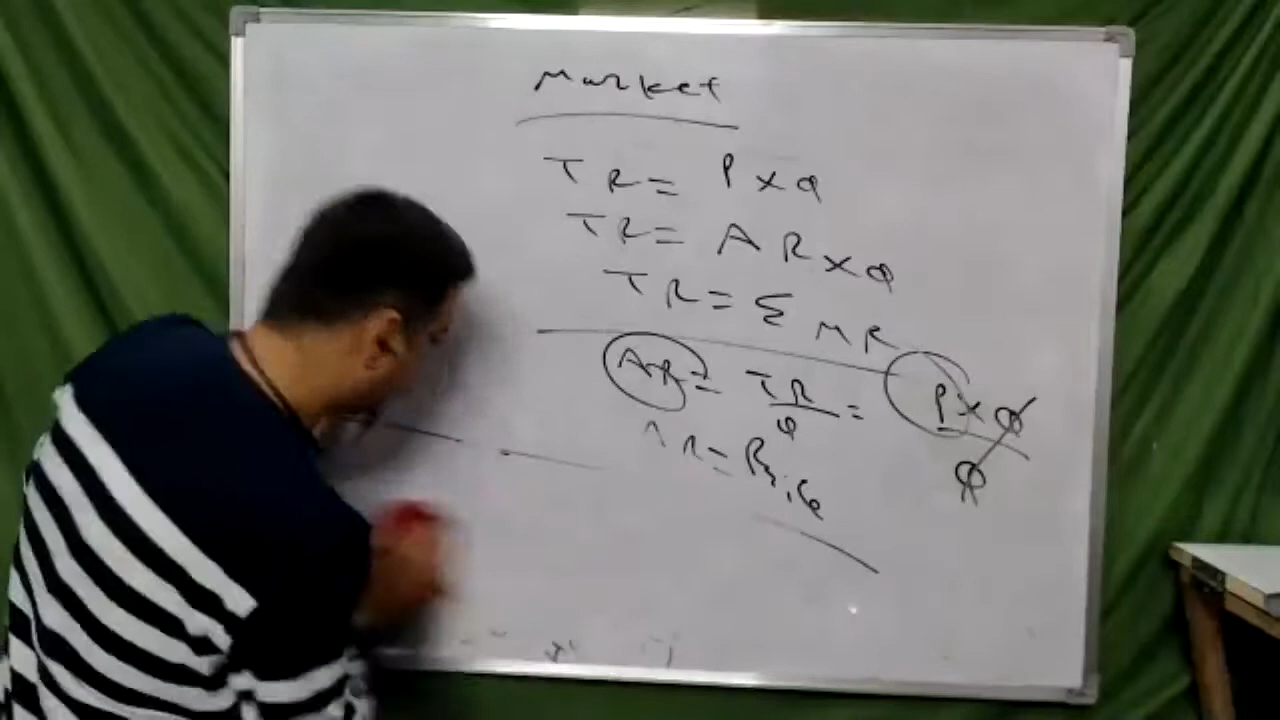 Market
TR = P x Q
TR = AR x Q
TR = Σ MR
AR = TR/Q = P x Q/Q
AR = Price